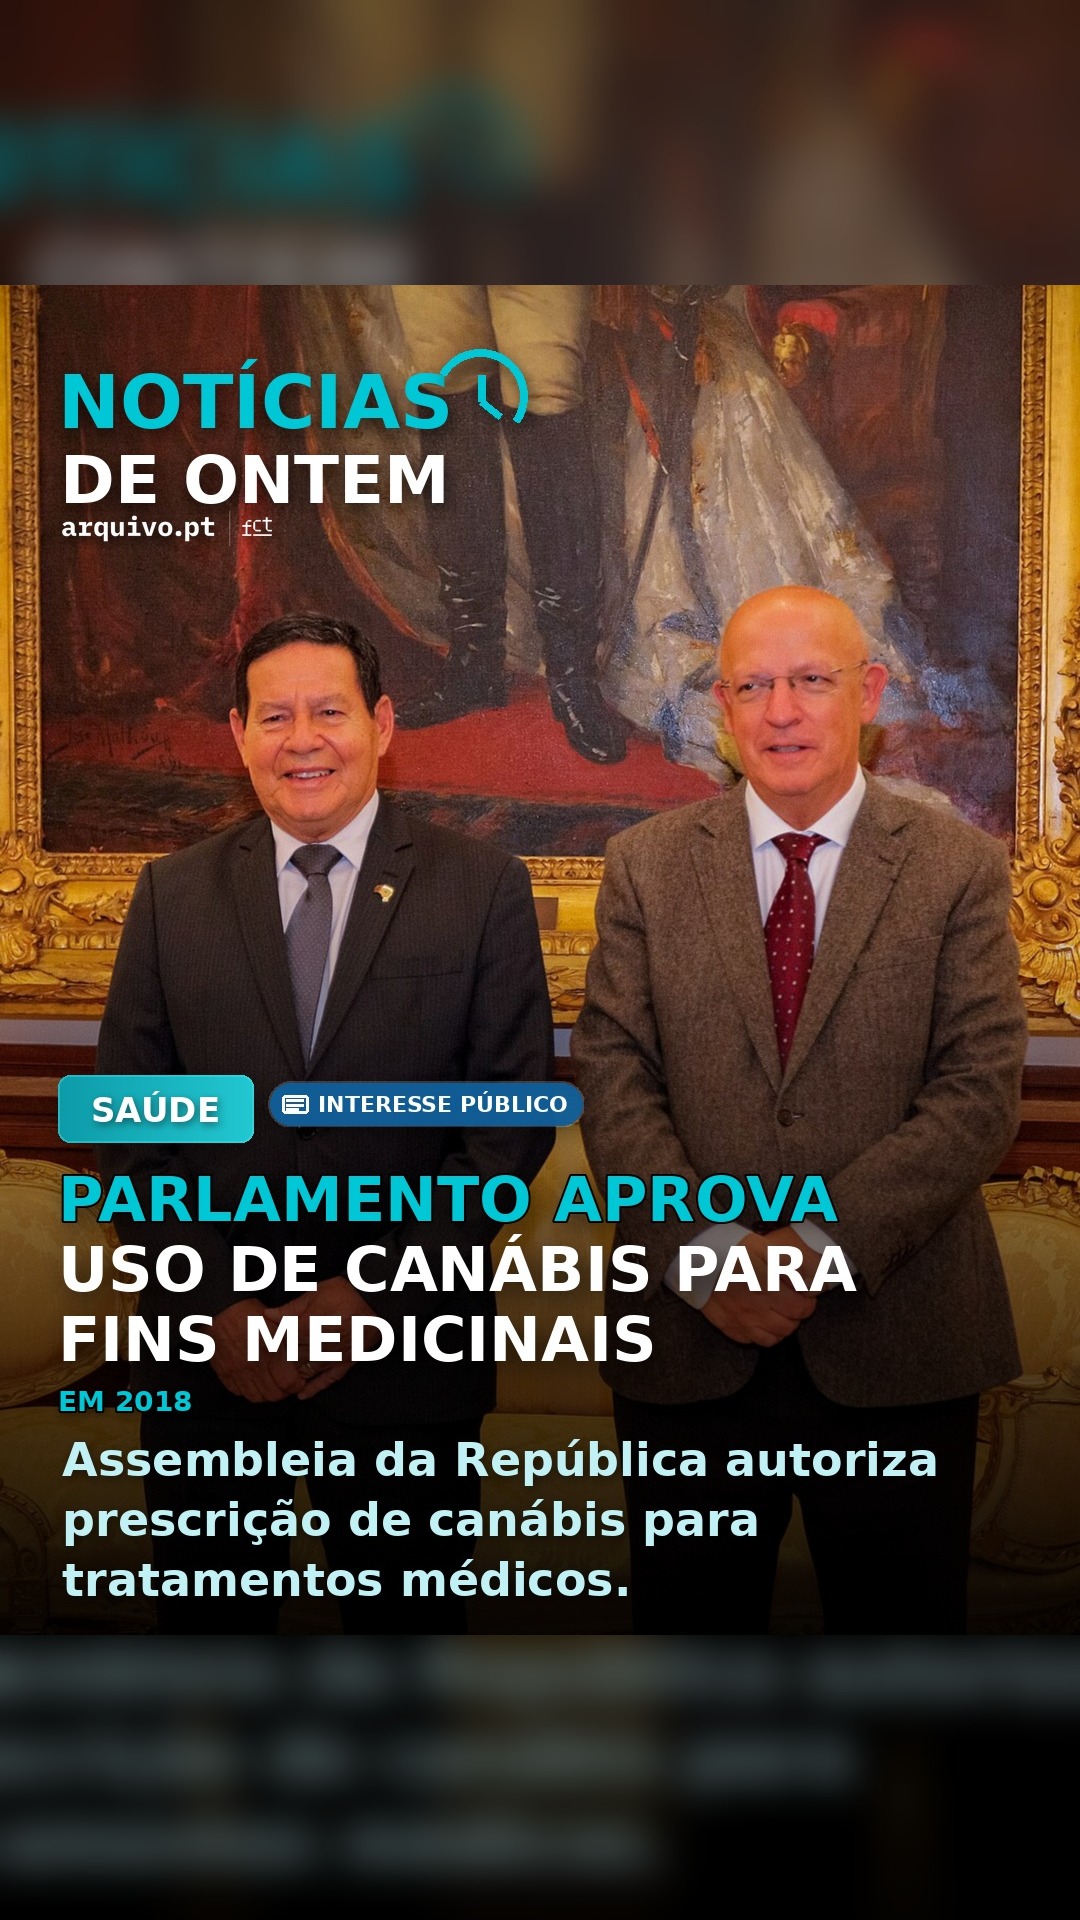 NOTÍCIAS
DE ONTEM
arquivo.pt fct
SAÚDE
INTERESSE PÚBLICO
PARLAMENTO APROVA
USO DE CANÁBIS PARA
FINS MEDICINAIS
EM 2018
Assembleia da República autoriza
prescrição de canábis para
tratamentos médicos.